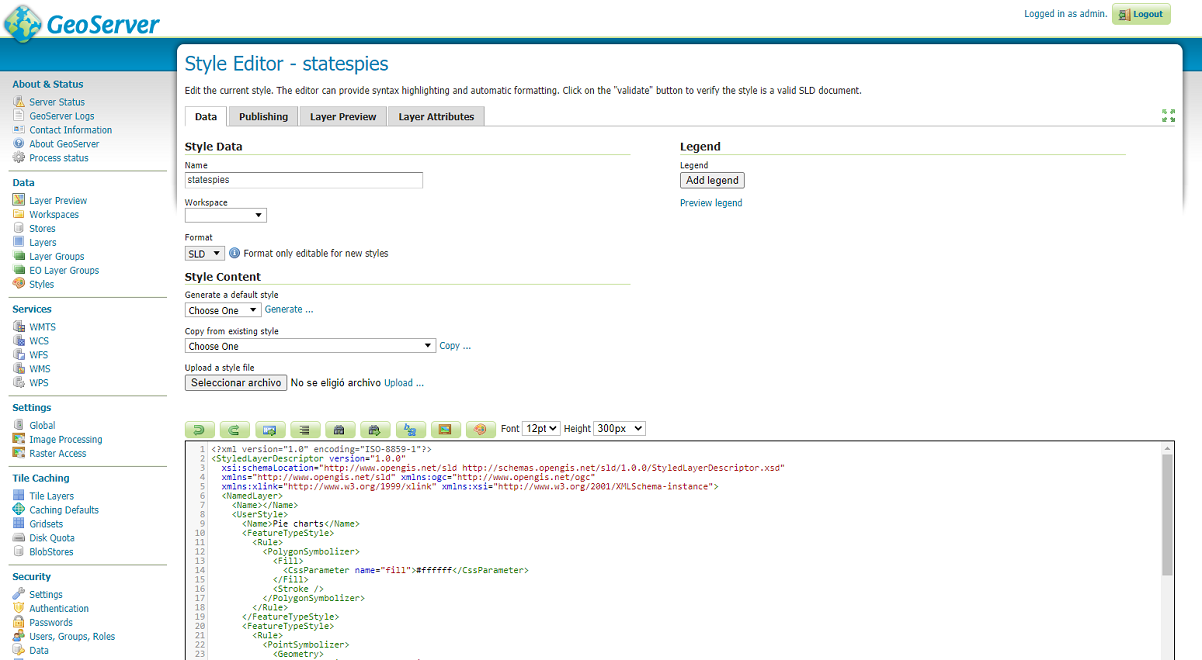 GeoServer
Logged in as admin.
Logout
About & Status
Server Status
GeoServer Logs
Contact Information
About GeoServer
Process status
Data
Layer Preview
Workspaces
Stores
Layers
Layer Groups
EO Layer Groups
Styles
Services
WMTS
WCS
WFS
WMS
WPS
Settings
Global
Image Processing
Raster Access
Tile Caching
Tile Layers
Caching Defaults
Gridsets
Disk Quota
BlobStores
Security
Settings
Authentication
Passwords
Users, Groups, Roles
Data
Style Editor - statespies
Edit the current style. The editor can provide syntax highlighting and automatic formatting. Click on the "validate" button to verify the style is a valid SLD document.
Data Publishing Layer Preview Layer Attributes
Style Data
Name
statespies
Workspace
Format
SLD Format only editable for new styles
Legend
Legend
Add legend
Preview legend
Style Content
Generate a default style
Choose One Generate ...
Copy from existing style
Choose One Copy ...
Upload a style file
Seleccionar archivo No se eligió archivo Upload ...
Font 12pt Height 300px
1 <?xml version="1.0" encoding="ISO-8859-1"?>
2 <StyledLayerDescriptor version="1.0.0"
3 xsi:schemaLocation="http://www.opengis.net/sld http://schemas.opengis.net/sld/1.0.0/StyledLayerDescriptor.xsd"
4 xmlns="http://www.opengis.net/sld" xmlns:ogc="http://www.opengis.net/ogc"
5 xmlns:xlink="http://www.w3.org/1999/xlink" xmlns:xsi="http://www.w3.org/2001/XMLSchema-instance">
6 <NamedLayer>
7 <Name></Name>
8 <UserStyle>
9 <Name>Pie charts</Name>
10 <FeatureTypeStyle>
11 <Rule>
12 <PolygonSymbolizer>
13 <Fill>
14 <CssParameter name="fill">#ffffff</CssParameter>
15 </Fill>
16 <Stroke />
17 </PolygonSymbolizer>
18 </Rule>
19 </FeatureTypeStyle>
20 <FeatureTypeStyle>
21 <Rule>
22 <PointSymbolizer>
23 <Geometry>